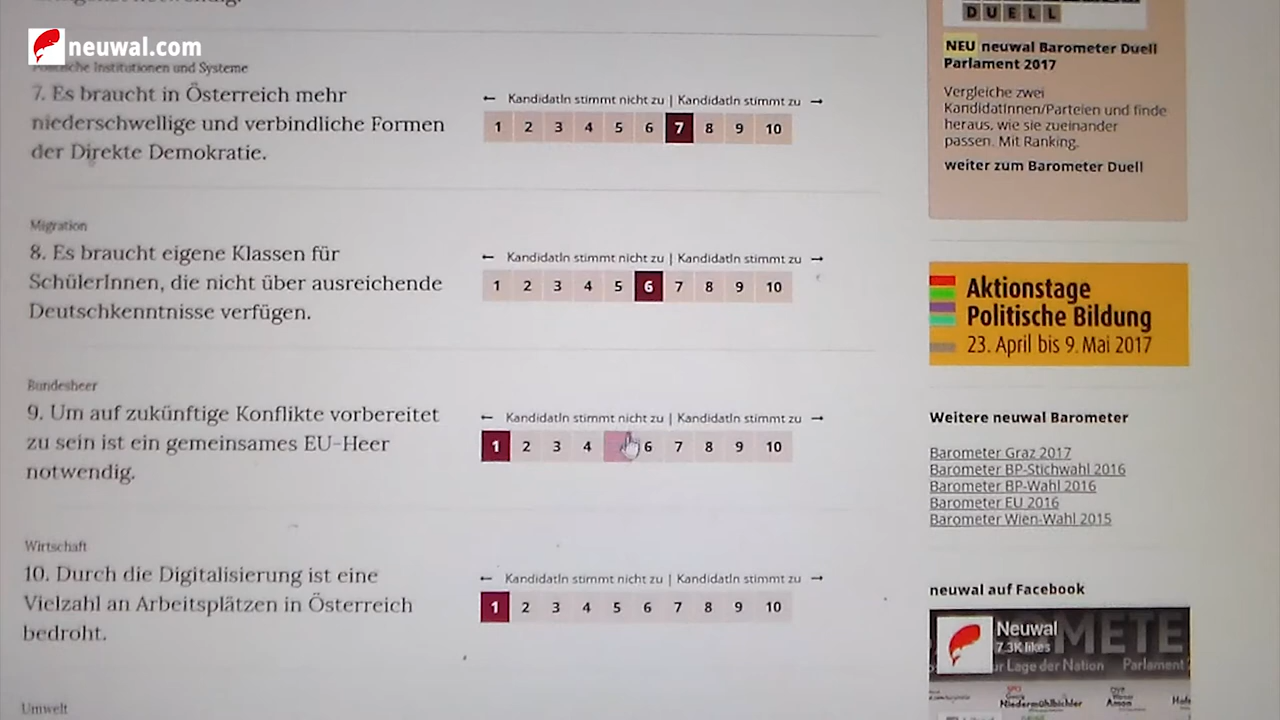 neuwal.com
Politische Institutionen und Systeme
7. Es braucht in Österreich mehr
niederschwellige und verbindliche Formen
der Direkte Demokratie.
← KandidatIn stimmt nicht zu | KandidatIn stimmt zu →
1 2 3 4 5 6 7 8 9 10
Migration
8. Es braucht eigene Klassen für
SchülerInnen, die nicht über ausreichende
Deutschkenntnisse verfügen.
← KandidatIn stimmt nicht zu | KandidatIn stimmt zu →
1 2 3 4 5 6 7 8 9 10
Bundesheer
9. Um auf zukünftige Konflikte vorbereitet
zu sein ist ein gemeinsames EU-Heer
notwendig.
← KandidatIn stimmt nicht zu | KandidatIn stimmt zu →
1 2 3 4 6 7 8 9 10
Wirtschaft
10. Durch die Digitalisierung ist eine
Vielzahl an Arbeitsplätzen in Österreich
bedroht.
← KandidatIn stimmt nicht zu | KandidatIn stimmt zu →
1 2 3 4 5 6 7 8 9 10
Umwelt
DUELL
NEU neuwal Barometer Duell
Parlament 2017
Vergleiche zwei
KandidatInnen/Parteien und finde
heraus, wie sie zueinander
passen. Mit Ranking.
weiter zum Barometer Duell
Aktionstage
Politische Bildung
23. April bis 9. Mai 2017
Weitere neuwal Barometer
Barometer Graz 2017
Barometer BP-Stichwahl 2016
Barometer BP-Wahl 2016
Barometer EU 2016
Barometer Wien-Wahl 2015
neuwal auf Facebook
Neuwal
7.3K likes
ur Lage der Nation Parlament
Niedermühlbichler Amon